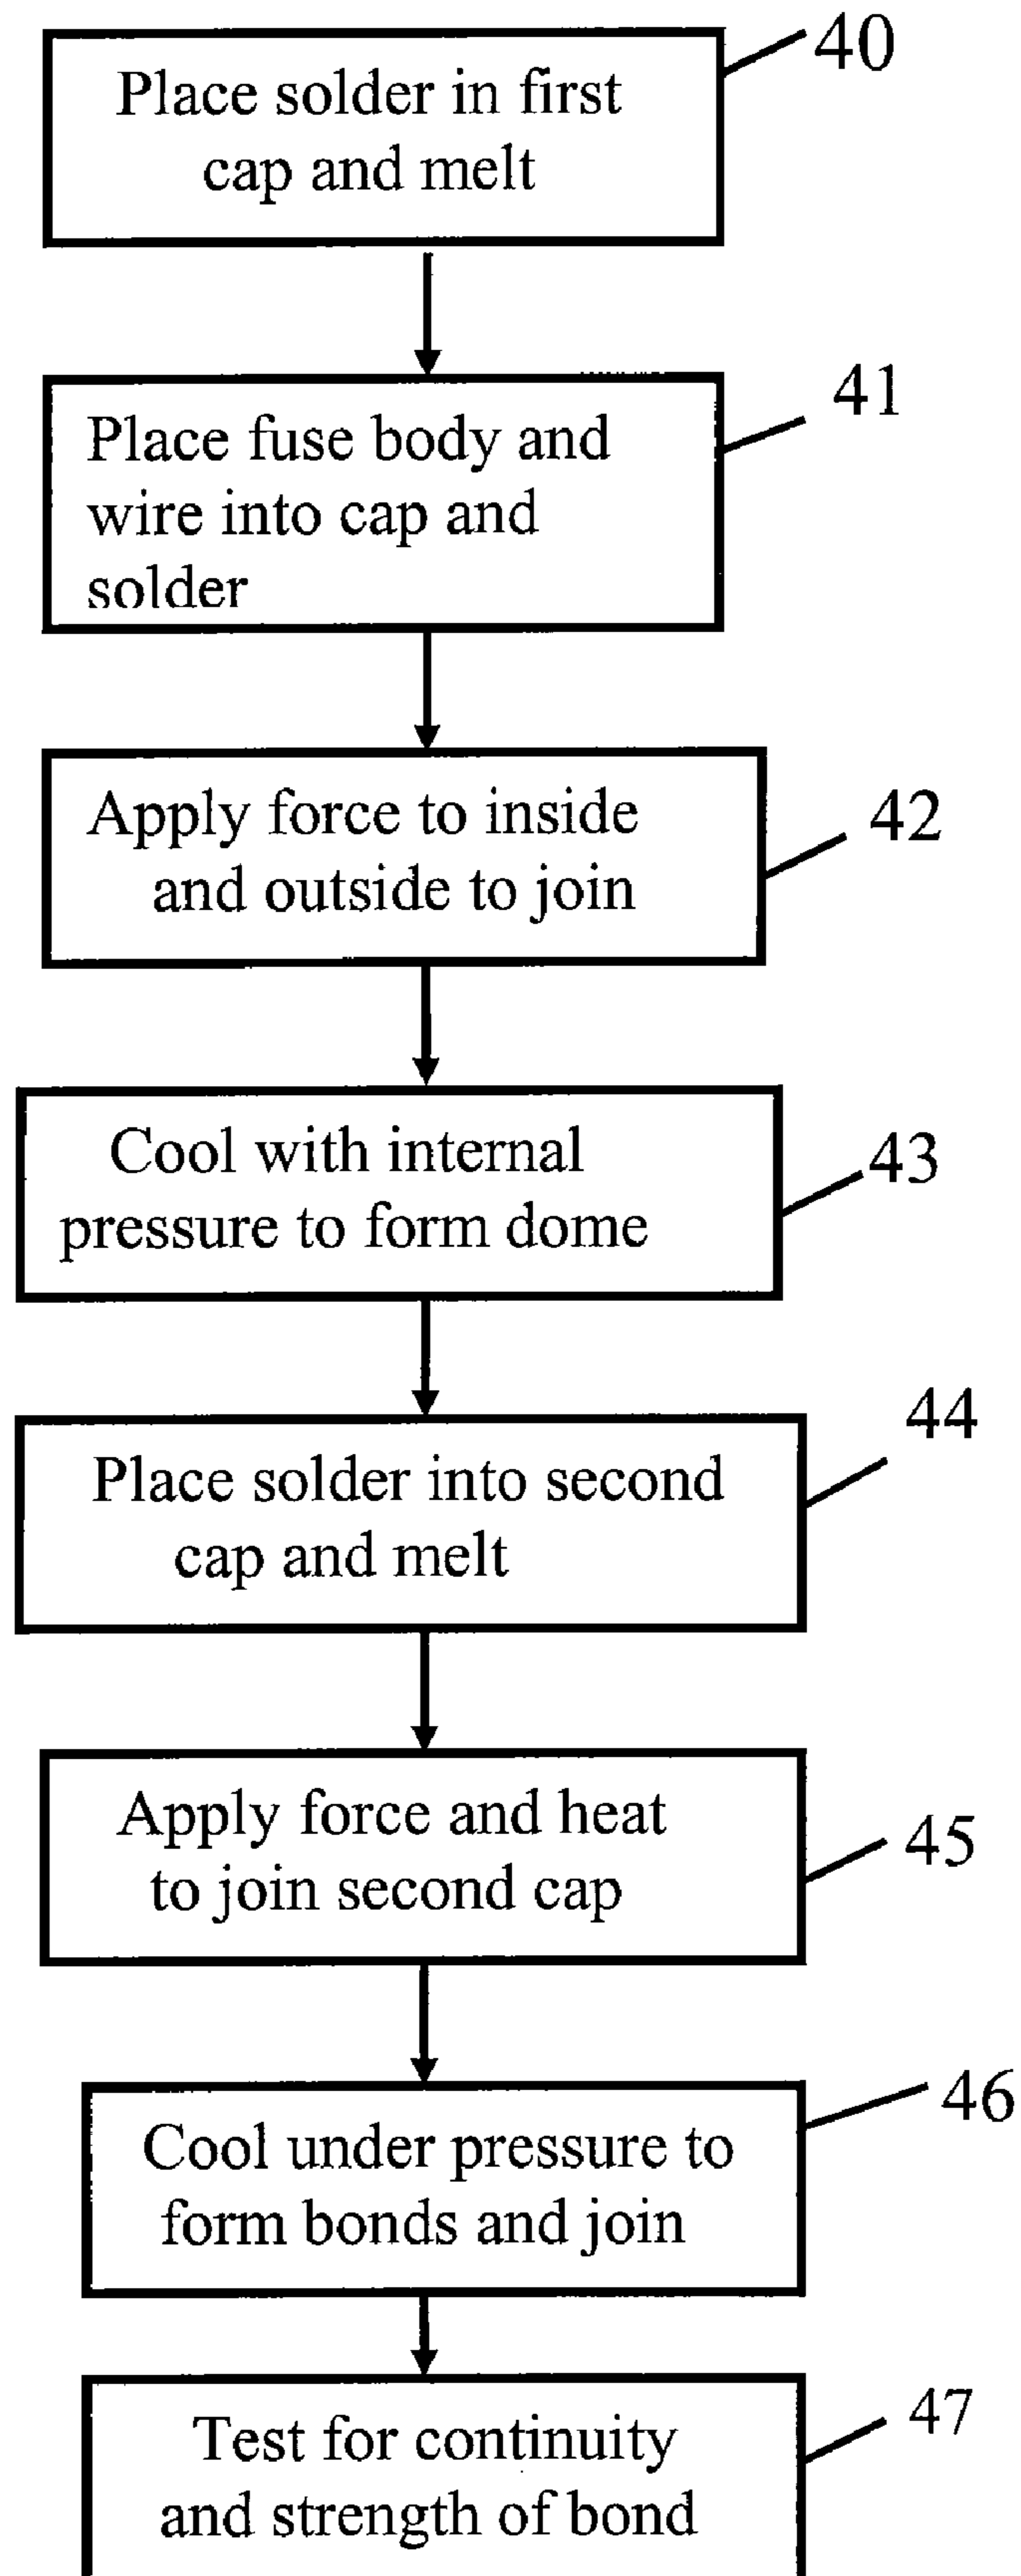 40
Place solder in first
cap and melt
41
Place fuse body and
wire into cap and
solder
42
Apply force to inside
and outside to join
43
Cool with internal
pressure to form dome
44
Place solder into second
cap and melt
45
Apply force and heat
to join second cap
46
Cool under pressure to
form bonds and join
47
Test for continuity
and strength of bond